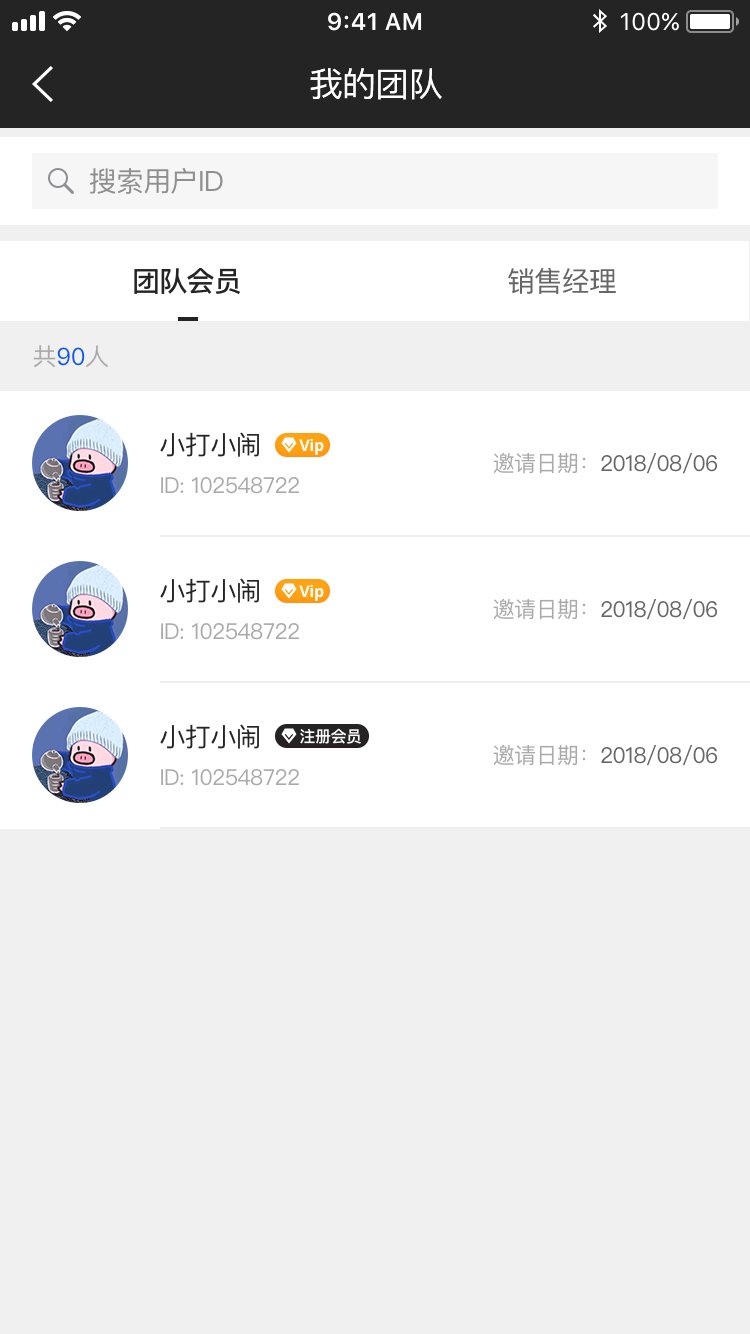 9:41 AM 100%
我的团队
搜索用户ID
团队会员 销售经理
共90人
小打小闹 Vip
ID: 102548722
邀请日期: 2018/08/06
小打小闹 Vip
ID: 102548722
邀请日期: 2018/08/06
小打小闹 注册会员
ID: 102548722
邀请日期: 2018/08/06